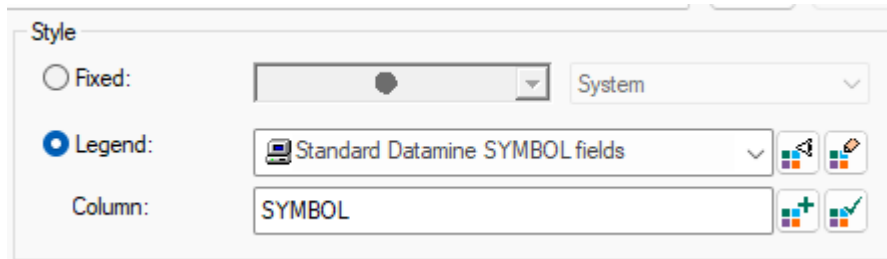 Style
Fixed:
System
Legend:
Standard Datamine SYMBOL fields
Column:
SYMBOL